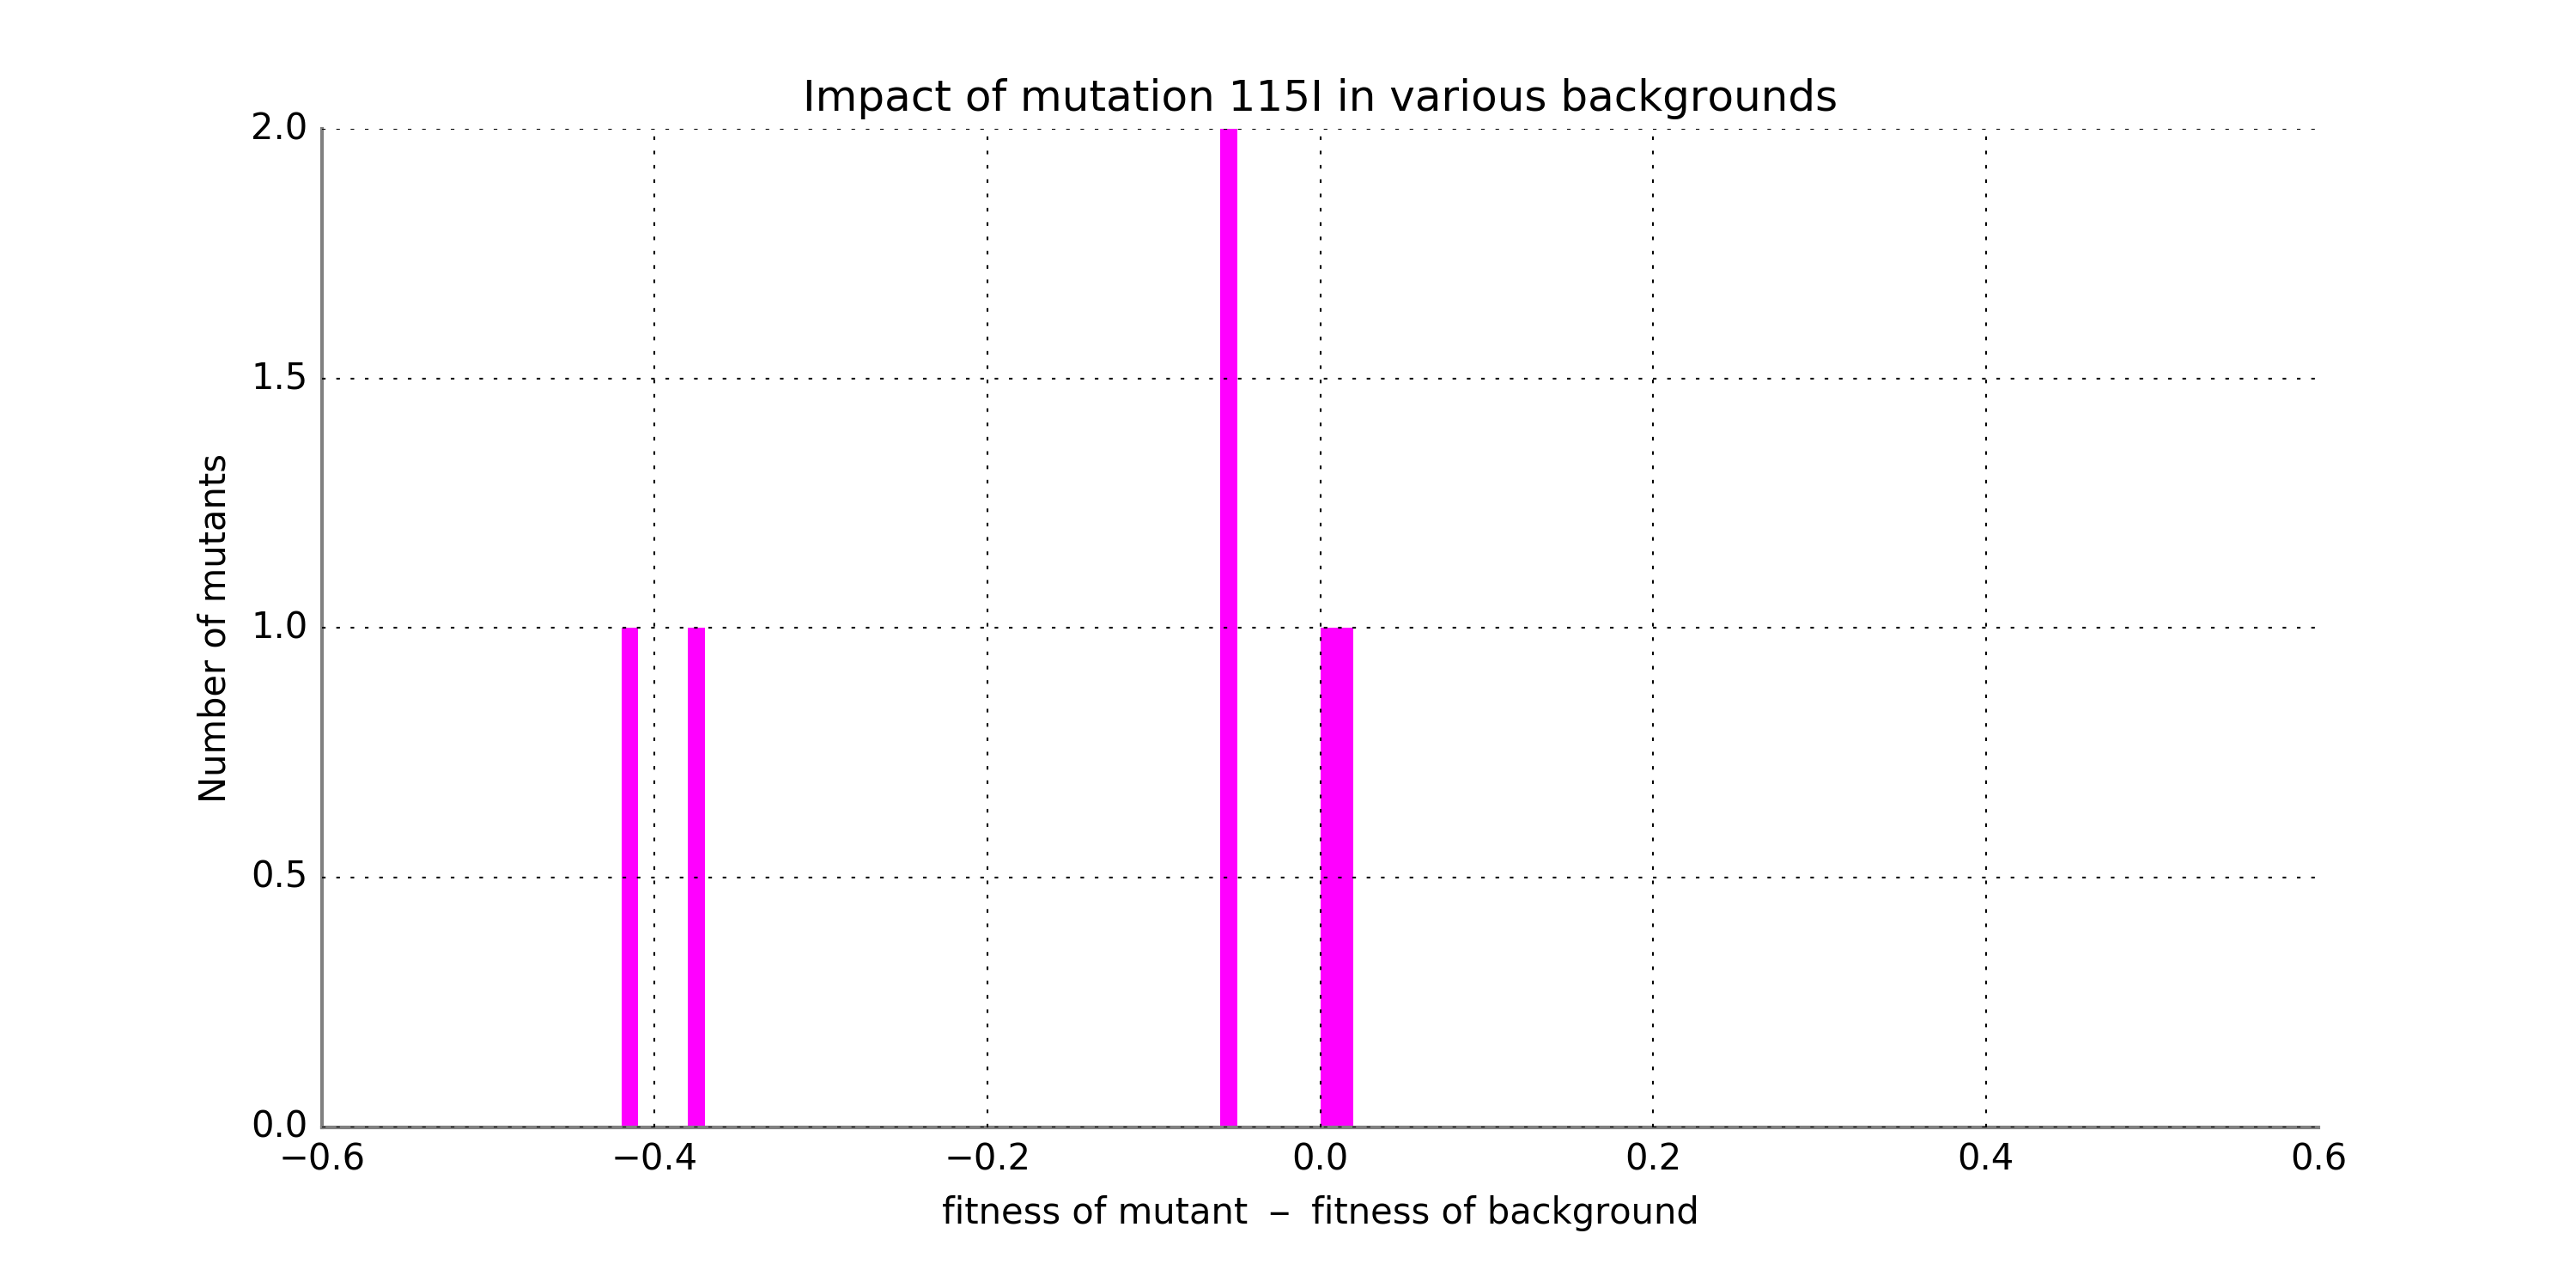 Impact of mutation 115I in various backgrounds
2.0
1.5
1.0
0.5
0.0
Number of mutants
−0.6 −0.4 −0.2 0.0 0.2 0.4 0.6
fitness of mutant − fitness of background